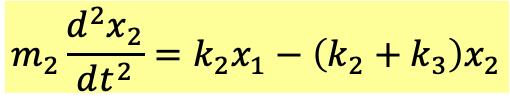 m₂ d²x₂/dt² = k₂x₁ − (k₂ + k₃)x₂